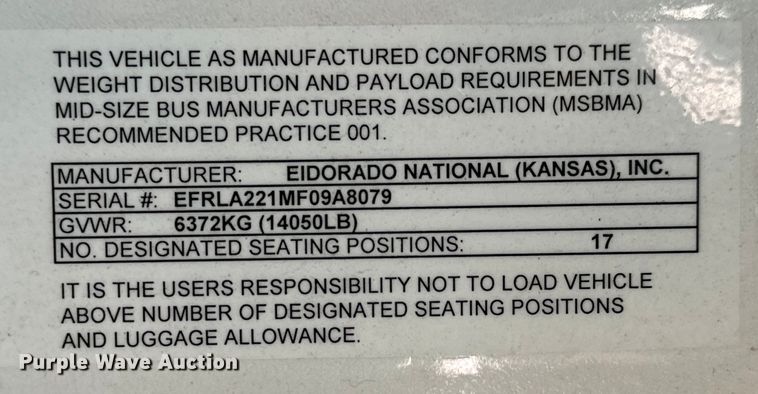 THIS VEHICLE AS MANUFACTURED CONFORMS TO THE
WEIGHT DISTRIBUTION AND PAYLOAD REQUIREMENTS IN
MID-SIZE BUS MANUFACTURERS ASSOCIATION (MSBMA)
RECOMMENDED PRACTICE 001.
MANUFACTURER: EIDORADO NATIONAL (KANSAS), INC.
SERIAL #: EFRLA221MF09A8079
GVWR: 6372KG (14050LB)
NO. DESIGNATED SEATING POSITIONS: 17
IT IS THE USERS RESPONSIBILITY NOT TO LOAD VEHICLE
ABOVE NUMBER OF DESIGNATED SEATING POSITIONS
AND LUGGAGE ALLOWANCE.
Purple Wave Auction